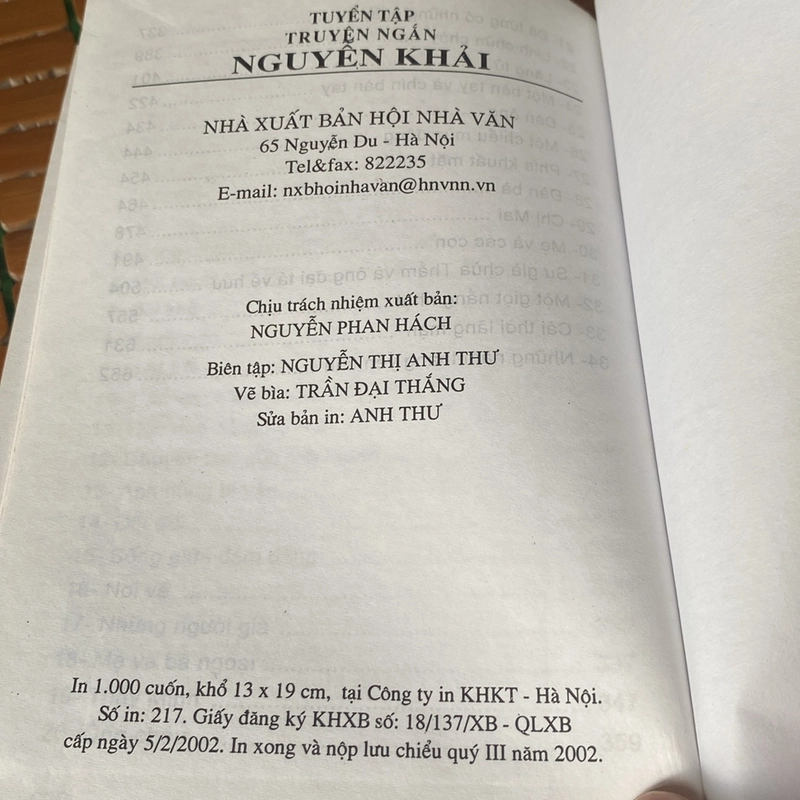 TUYỂN TẬP
TRUYỆN NGẮN
NGUYỄN KHẢI
NHÀ XUẤT BẢN HỘI NHÀ VĂN
65 Nguyễn Du - Hà Nội
Tel&fax: 822235
E-mail: nxbhoinhavan@hnvnn.vn
Chịu trách nhiệm xuất bản:
NGUYỄN PHAN HÁCH
Biên tập: NGUYỄN THỊ ANH THƯ
Vẽ bìa: TRẦN ĐẠI THẮNG
Sửa bản in: ANH THƯ
In 1.000 cuốn, khổ 13 x 19 cm, tại Công ty in KHKT - Hà Nội.
Số in: 217. Giấy đăng ký KHXB số: 18/137/XB - QLXB
cấp ngày 5/2/2002. In xong và nộp lưu chiểu quý III năm 2002.